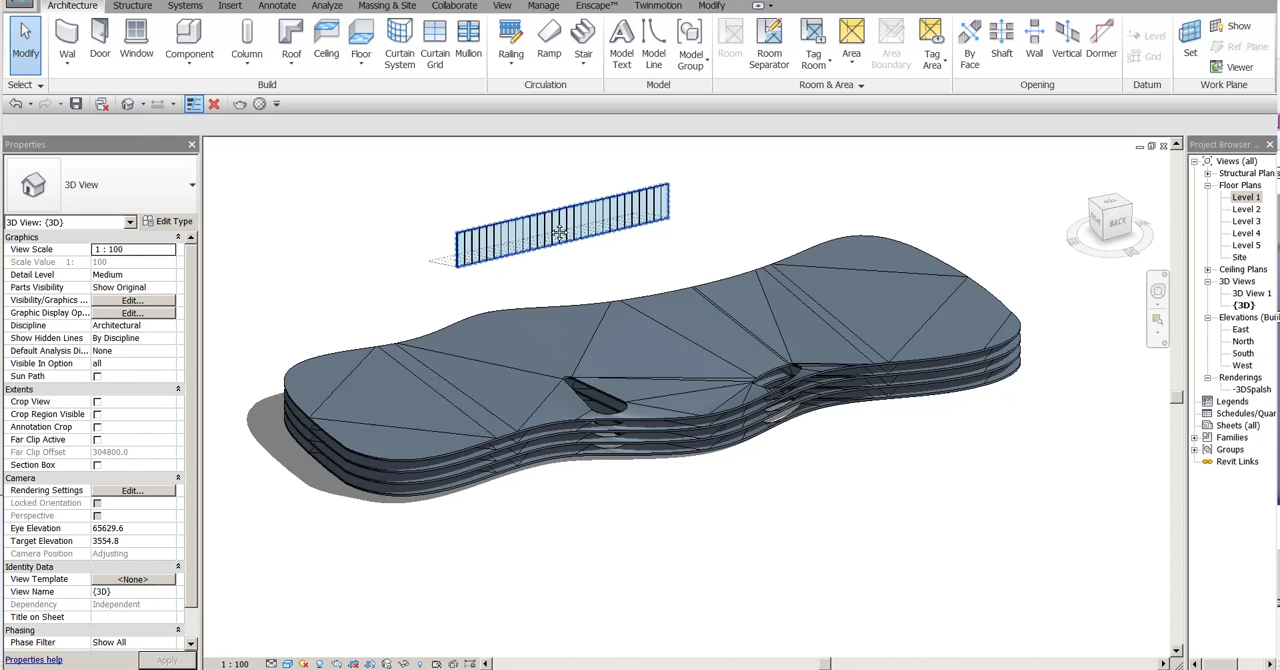 Architecture Structure Systems Insert Annotate Analyze Massing & Site Collaborate View Manage Enscape™ Twinmotion Modify
Modify Wall Door Window Component Column Roof Ceiling Floor Curtain System Curtain Grid Mullion Railing Ramp Stair Model Text Model Line Model Group Room Room Separator Tag Room Area Area Boundary Tag Area By Face Shaft Wall Vertical Dormer Level Grid Set Show Ref Plane Viewer
Select Build Circulation Model Room & Area Opening Datum Work Plane
Properties
3D View
3D View: {3D} Edit Type
Graphics
View Scale 1 : 100
Scale Value 1: 100
Detail Level Medium
Parts Visibility Show Original
Visibility/Graphics ... Edit...
Graphic Display Op... Edit...
Discipline Architectural
Show Hidden Lines By Discipline
Default Analysis Di... None
Visible In Option all
Sun Path
Extents
Crop View
Crop Region Visible
Annotation Crop
Far Clip Active
Far Clip Offset 304800.0
Section Box
Camera
Rendering Settings Edit...
Locked Orientation
Perspective
Eye Elevation 65629.6
Target Elevation 3554.8
Camera Position Adjusting
Identity Data
View Template <None>
View Name {3D}
Dependency Independent
Title on Sheet
Phasing
Phase Filter Show All
Properties help Apply
BACK
1 : 100
Project Browser ...
Views (all)
Structural Plans
Floor Plans
Level 1
Level 2
Level 3
Level 4
Level 5
Site
Ceiling Plans
3D Views
3D View 1
{3D}
Elevations (Buil
East
North
South
West
Renderings
-3DSpalsh
Legends
Schedules/Quar
Sheets (all)
Families
Groups
Revit Links